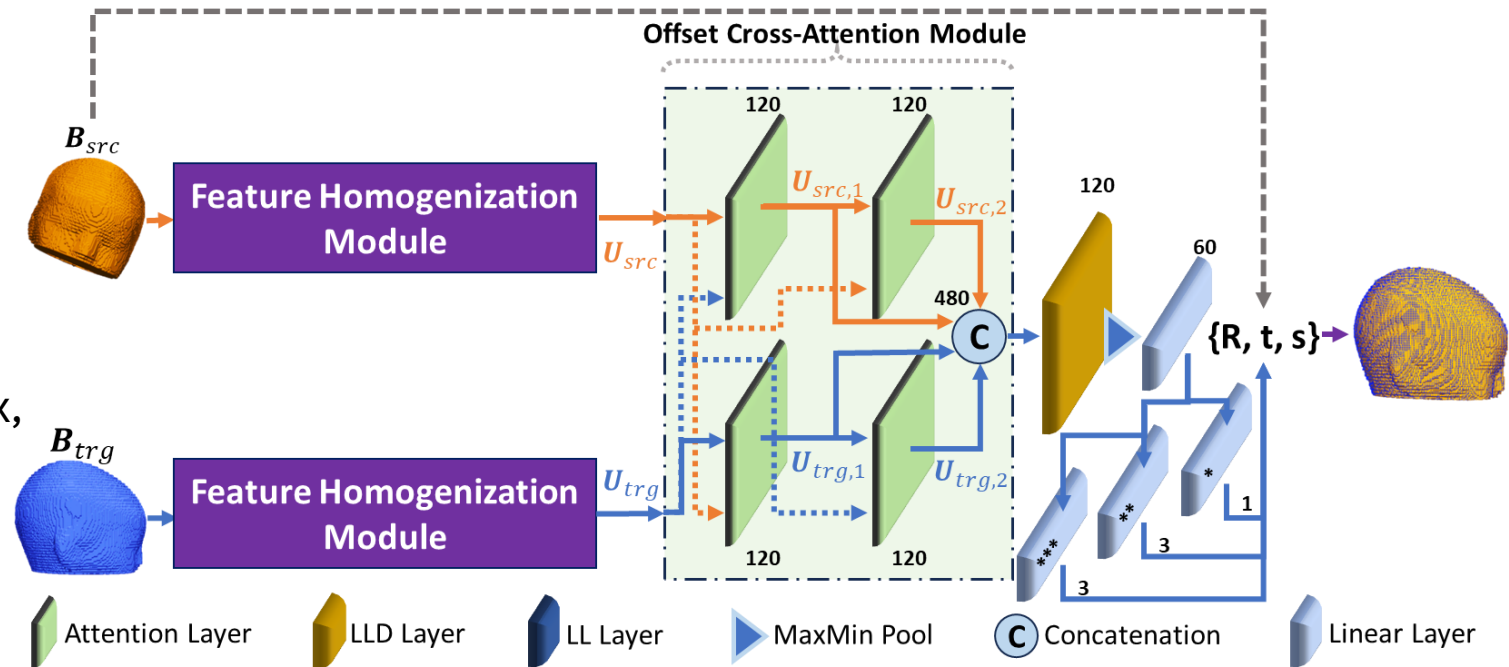 Offset Cross-Attention Module
120
120
B_src
Feature Homogenization
Module
U_src
U_src,1
U_src,2
120
60
480
C
{R, t, s}
x,
B_trg
Feature Homogenization
Module
U_trg
U_trg,1
U_trg,2
120
120
*
**
***
1
3
3
Attention Layer
LLD Layer
LL Layer
MaxMin Pool
C
Concatenation
Linear Layer